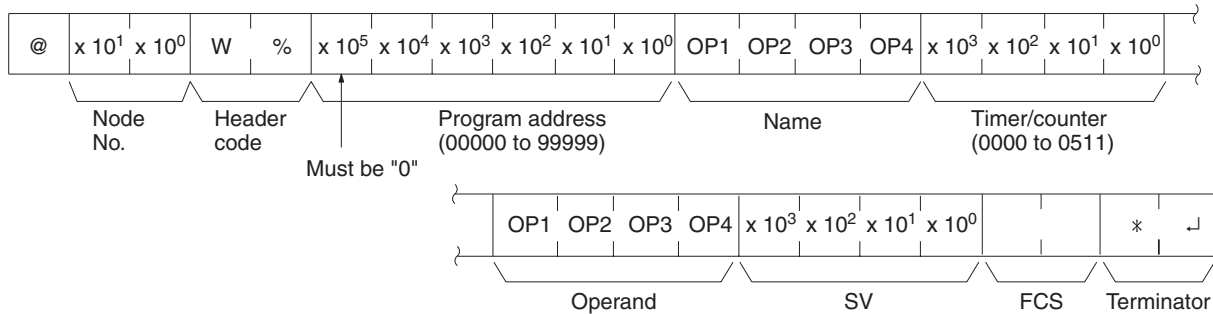 @ x 10¹ x 10⁰ W % x 10⁵ x 10⁴ x 10³ x 10² x 10¹ x 10⁰ OP1 OP2 OP3 OP4 x 10³ x 10² x 10¹ x 10⁰
Node No.
Header code
Program address
(00000 to 99999)
Name
Timer/counter
(0000 to 0511)
Must be "0"
OP1 OP2 OP3 OP4 x 10³ x 10² x 10¹ x 10⁰ * ↵
Operand SV FCS Terminator